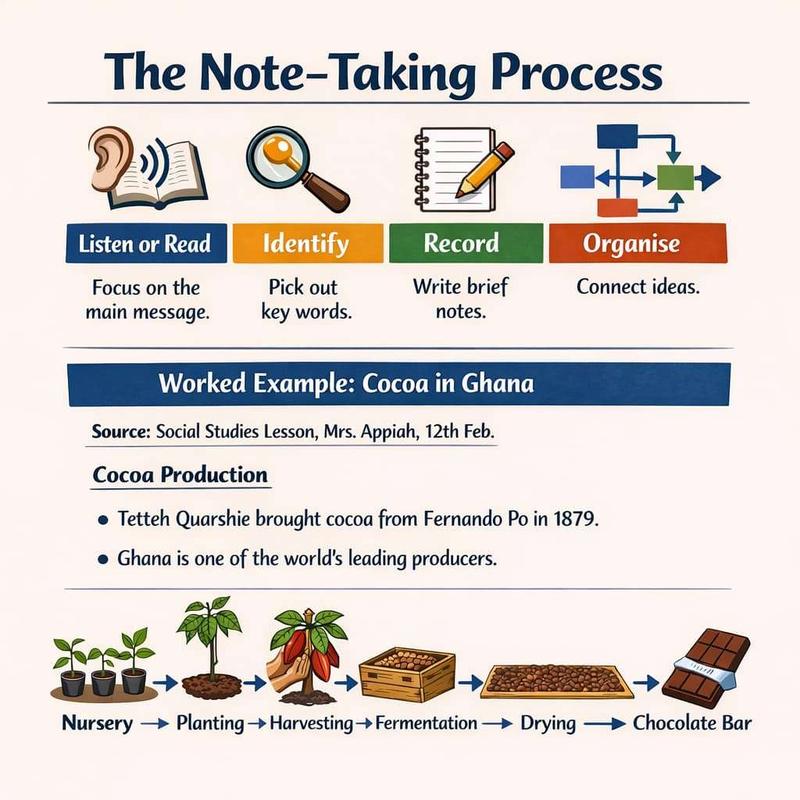 The Note-Taking Process
Listen or Read
Identify
Record
Organise
Focus on the
main message.
Pick out
key words.
Write brief
notes.
Connect ideas.
Worked Example: Cocoa in Ghana
Source: Social Studies Lesson, Mrs. Appiah, 12th Feb.
Cocoa Production
• Tetteh Quarshie brought cocoa from Fernando Po in 1879.
• Ghana is one of the world's leading producers.
Nursery → Planting → Harvesting → Fermentation → Drying → Chocolate Bar